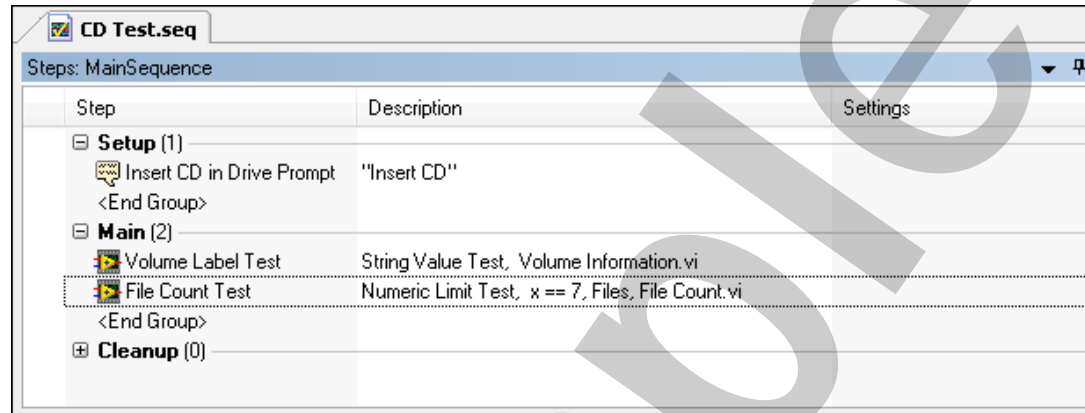 CD Test.seq
Steps: MainSequence
Step Description Settings
Setup (1)
Insert CD in Drive Prompt "Insert CD"
<End Group>
Main (2)
Volume Label Test String Value Test, Volume Information.vi
File Count Test Numeric Limit Test, x == 7, Files, File Count.vi
<End Group>
Cleanup (0)